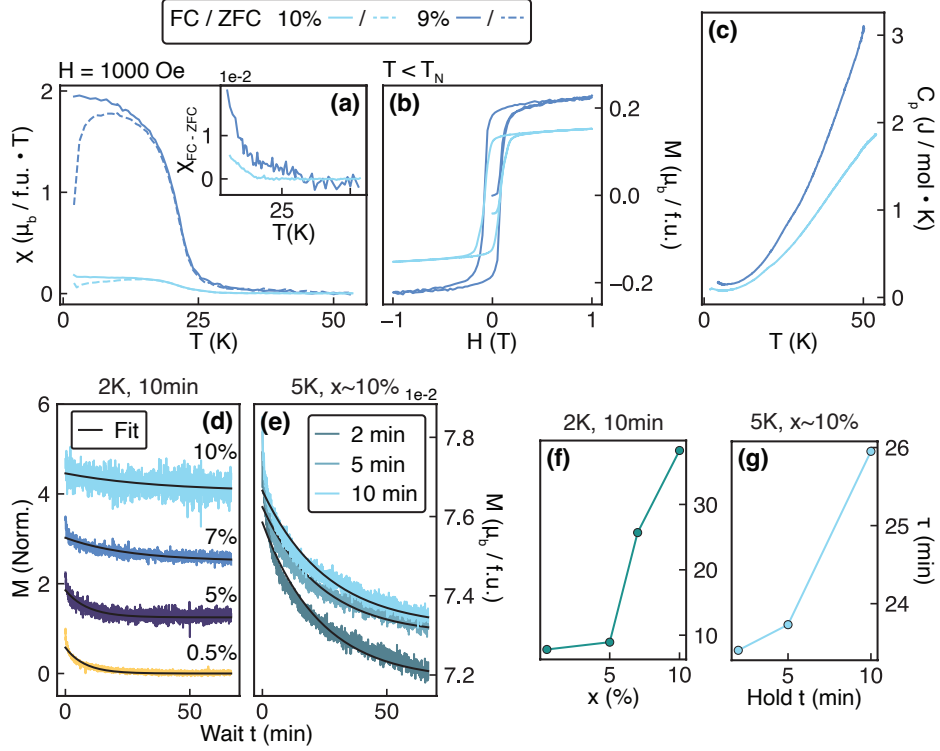 FC / ZFC 10% / 9% /
H = 1000 Oe
1e-2
T < T_N
(a)
(b)
(c)
2
1
0
χ (μ_b / f.u. • T)
0 25 50
T (K)
1
0
X_FC - ZFC
25
T(K)
0.2
0.0
−0.2
M (μ_b / f.u.)
−1 0 1
H (T)
3
2
1
0
C_p (J / mol • K)
0 25 50
T (K)
2K, 10min
5K, x~10%
1e-2
(d)
(e)
Fit
10%
7%
5%
0.5%
6
4
2
0
M (Norm.)
0 50
2 min
5 min
10 min
7.8
7.6
7.4
7.2
M (μ_b / f.u.)
0 50
Wait t (min)
2K, 10min
5K, x~10%
(f)
(g)
30
20
10
5 10
x (%)
26
25
24
τ (min)
5 10
Hold t (min)